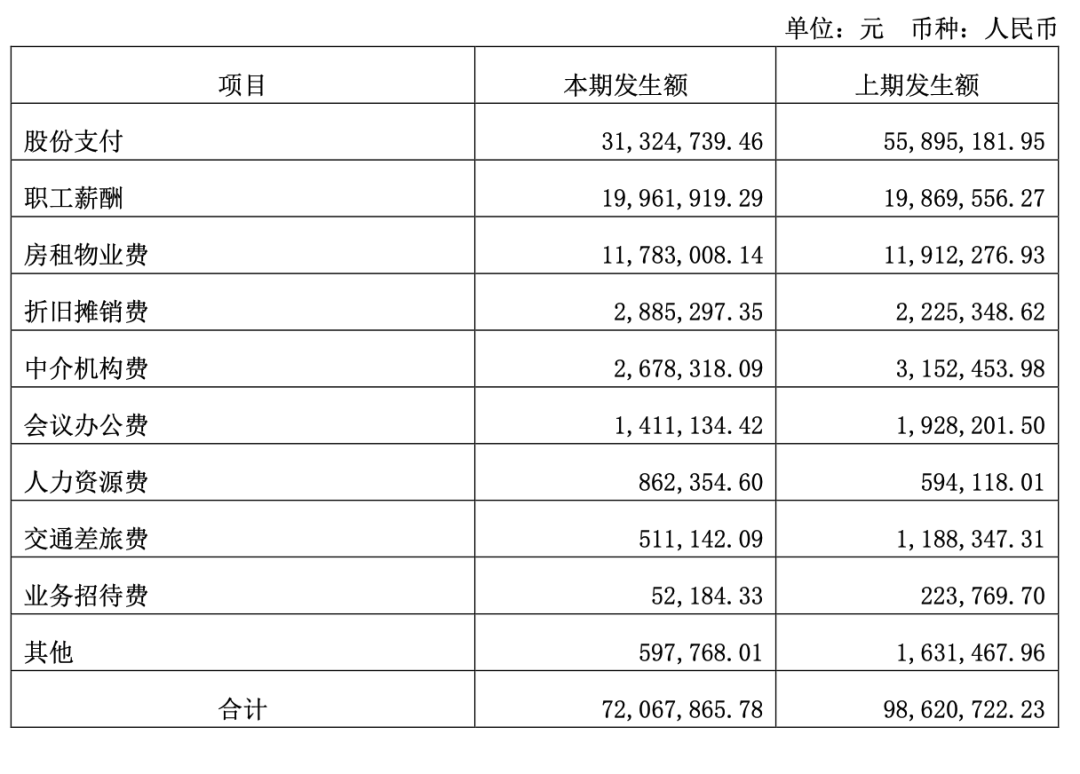 单位：元 币种：人民币
项目 本期发生额 上期发生额
股份支付 31,324,739.46 55,895,181.95
职工薪酬 19,961,919.29 19,869,556.27
房租物业费 11,783,008.14 11,912,276.93
折旧摊销费 2,885,297.35 2,225,348.62
中介机构费 2,678,318.09 3,152,453.98
会议办公费 1,411,134.42 1,928,201.50
人力资源费 862,354.60 594,118.01
交通差旅费 511,142.09 1,188,347.31
业务招待费 52,184.33 223,769.70
其他 597,768.01 1,631,467.96
合计 72,067,865.78 98,620,722.23